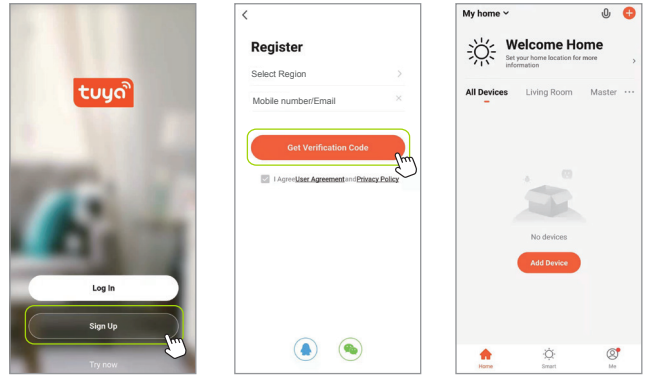 tuya
Log In
Sign Up
Try now
Register
Select Region
Mobile number/Email
Get Verification Code
I Agree User Agreement and Privacy Policy
My home
Welcome Home
Set your home location for more
information
All Devices Living Room Master ...
No devices
Add Device
Home Smart Me